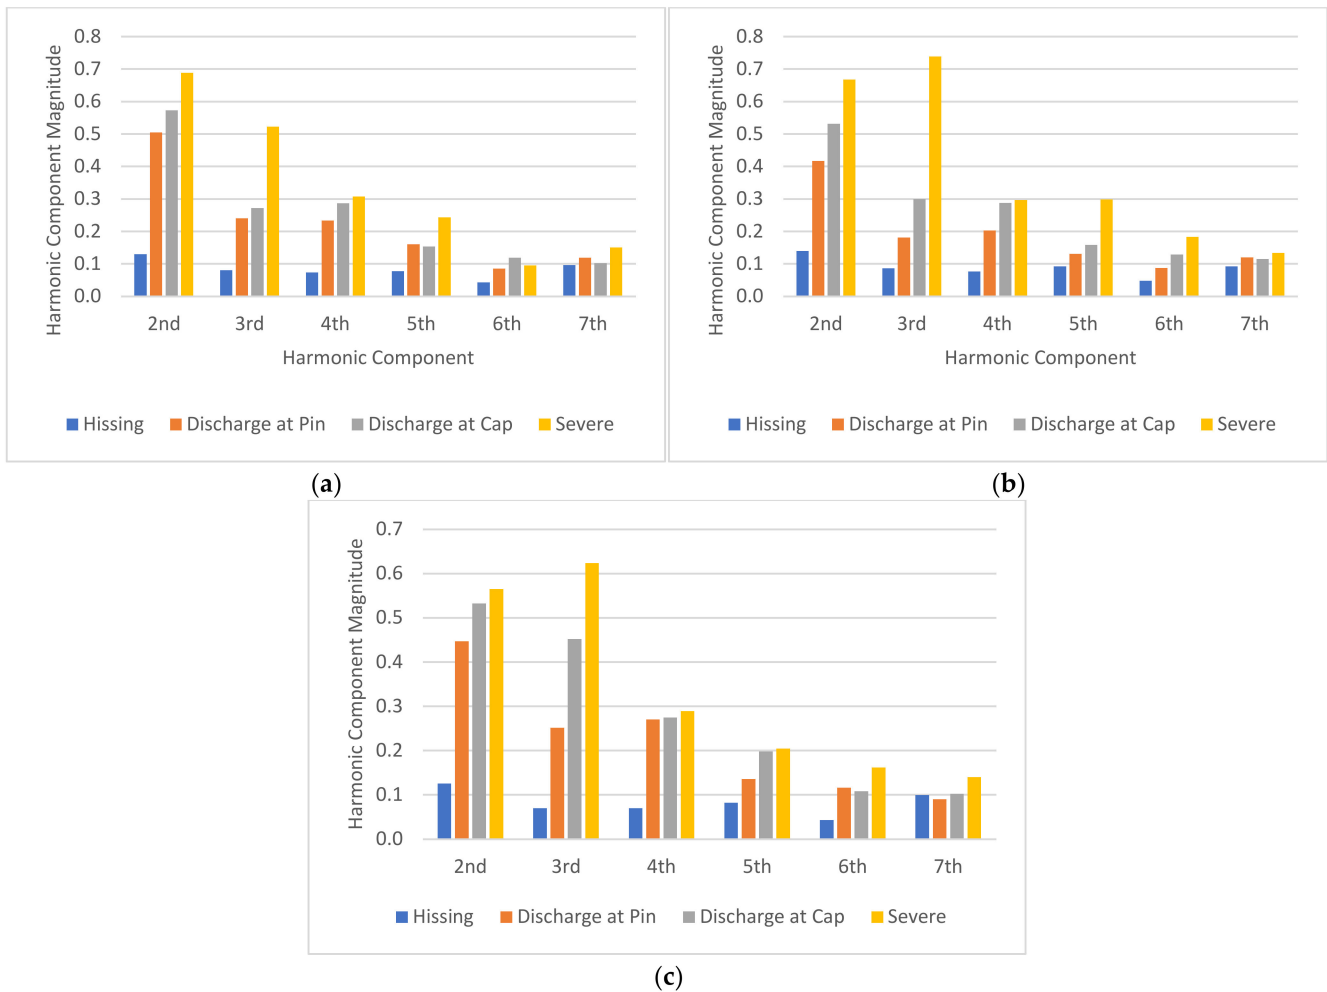 Harmonic Component Magnitude
0.8
0.7
0.6
0.5
0.4
0.3
0.2
0.1
0.0
2nd 3rd 4th 5th 6th 7th
Harmonic Component
Hissing Discharge at Pin Discharge at Cap Severe
(a)
Harmonic Component Magnitude
0.8
0.7
0.6
0.5
0.4
0.3
0.2
0.1
0.0
2nd 3rd 4th 5th 6th 7th
Harmonic Component
Hissing Discharge at Pin Discharge at Cap Severe
(b)
Harmonic Component Magnitude
0.7
0.6
0.5
0.4
0.3
0.2
0.1
0.0
2nd 3rd 4th 5th 6th 7th
Hissing Discharge at Pin Discharge at Cap Severe
(c)